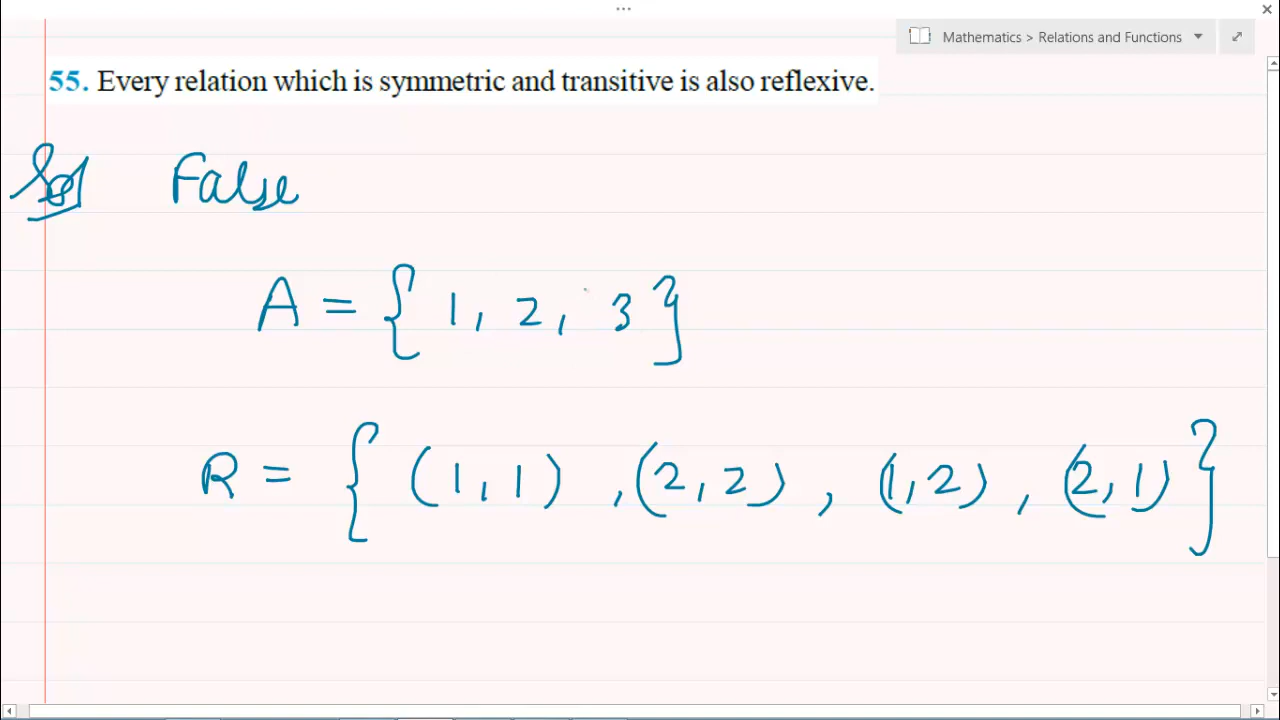 Mathematics > Relations and Functions
55. Every relation which is symmetric and transitive is also reflexive.
Sol False
A = { 1, 2, 3 }
R = { (1, 1) , (2, 2) , (1, 2) , (2, 1) }